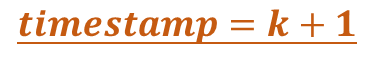 timestamp = k + 1